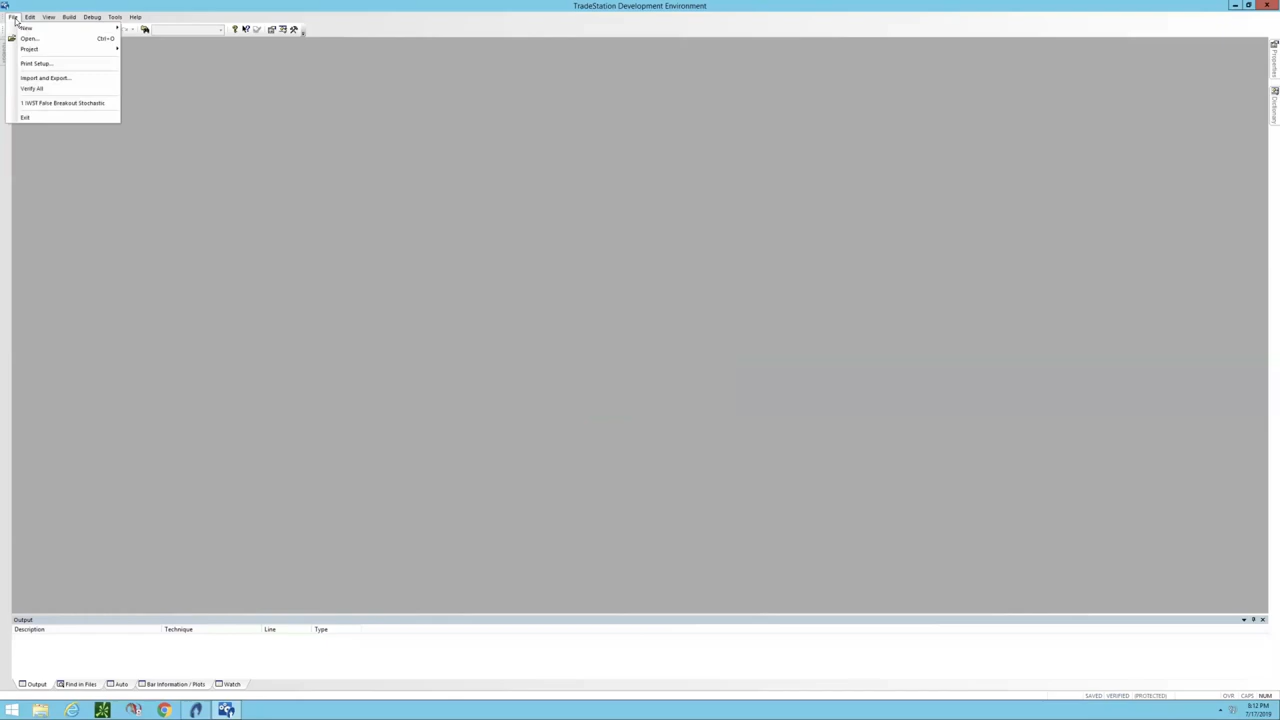 TradeStation Development Environment
File Edit View Build Debug Tools Help
New
Open... Ctrl+O
Project
Print Setup...
Import and Export...
Verify All
1 IWST False Breakout Stochastic
Exit
Properties
Dictionary
Output
Description Technique Line Type
Output Find in Files Auto Bar Information / Plots Watch
SAVED VERIFIED (PROTECTED) OVR CAPS NUM
8:12 PM
7/17/2019